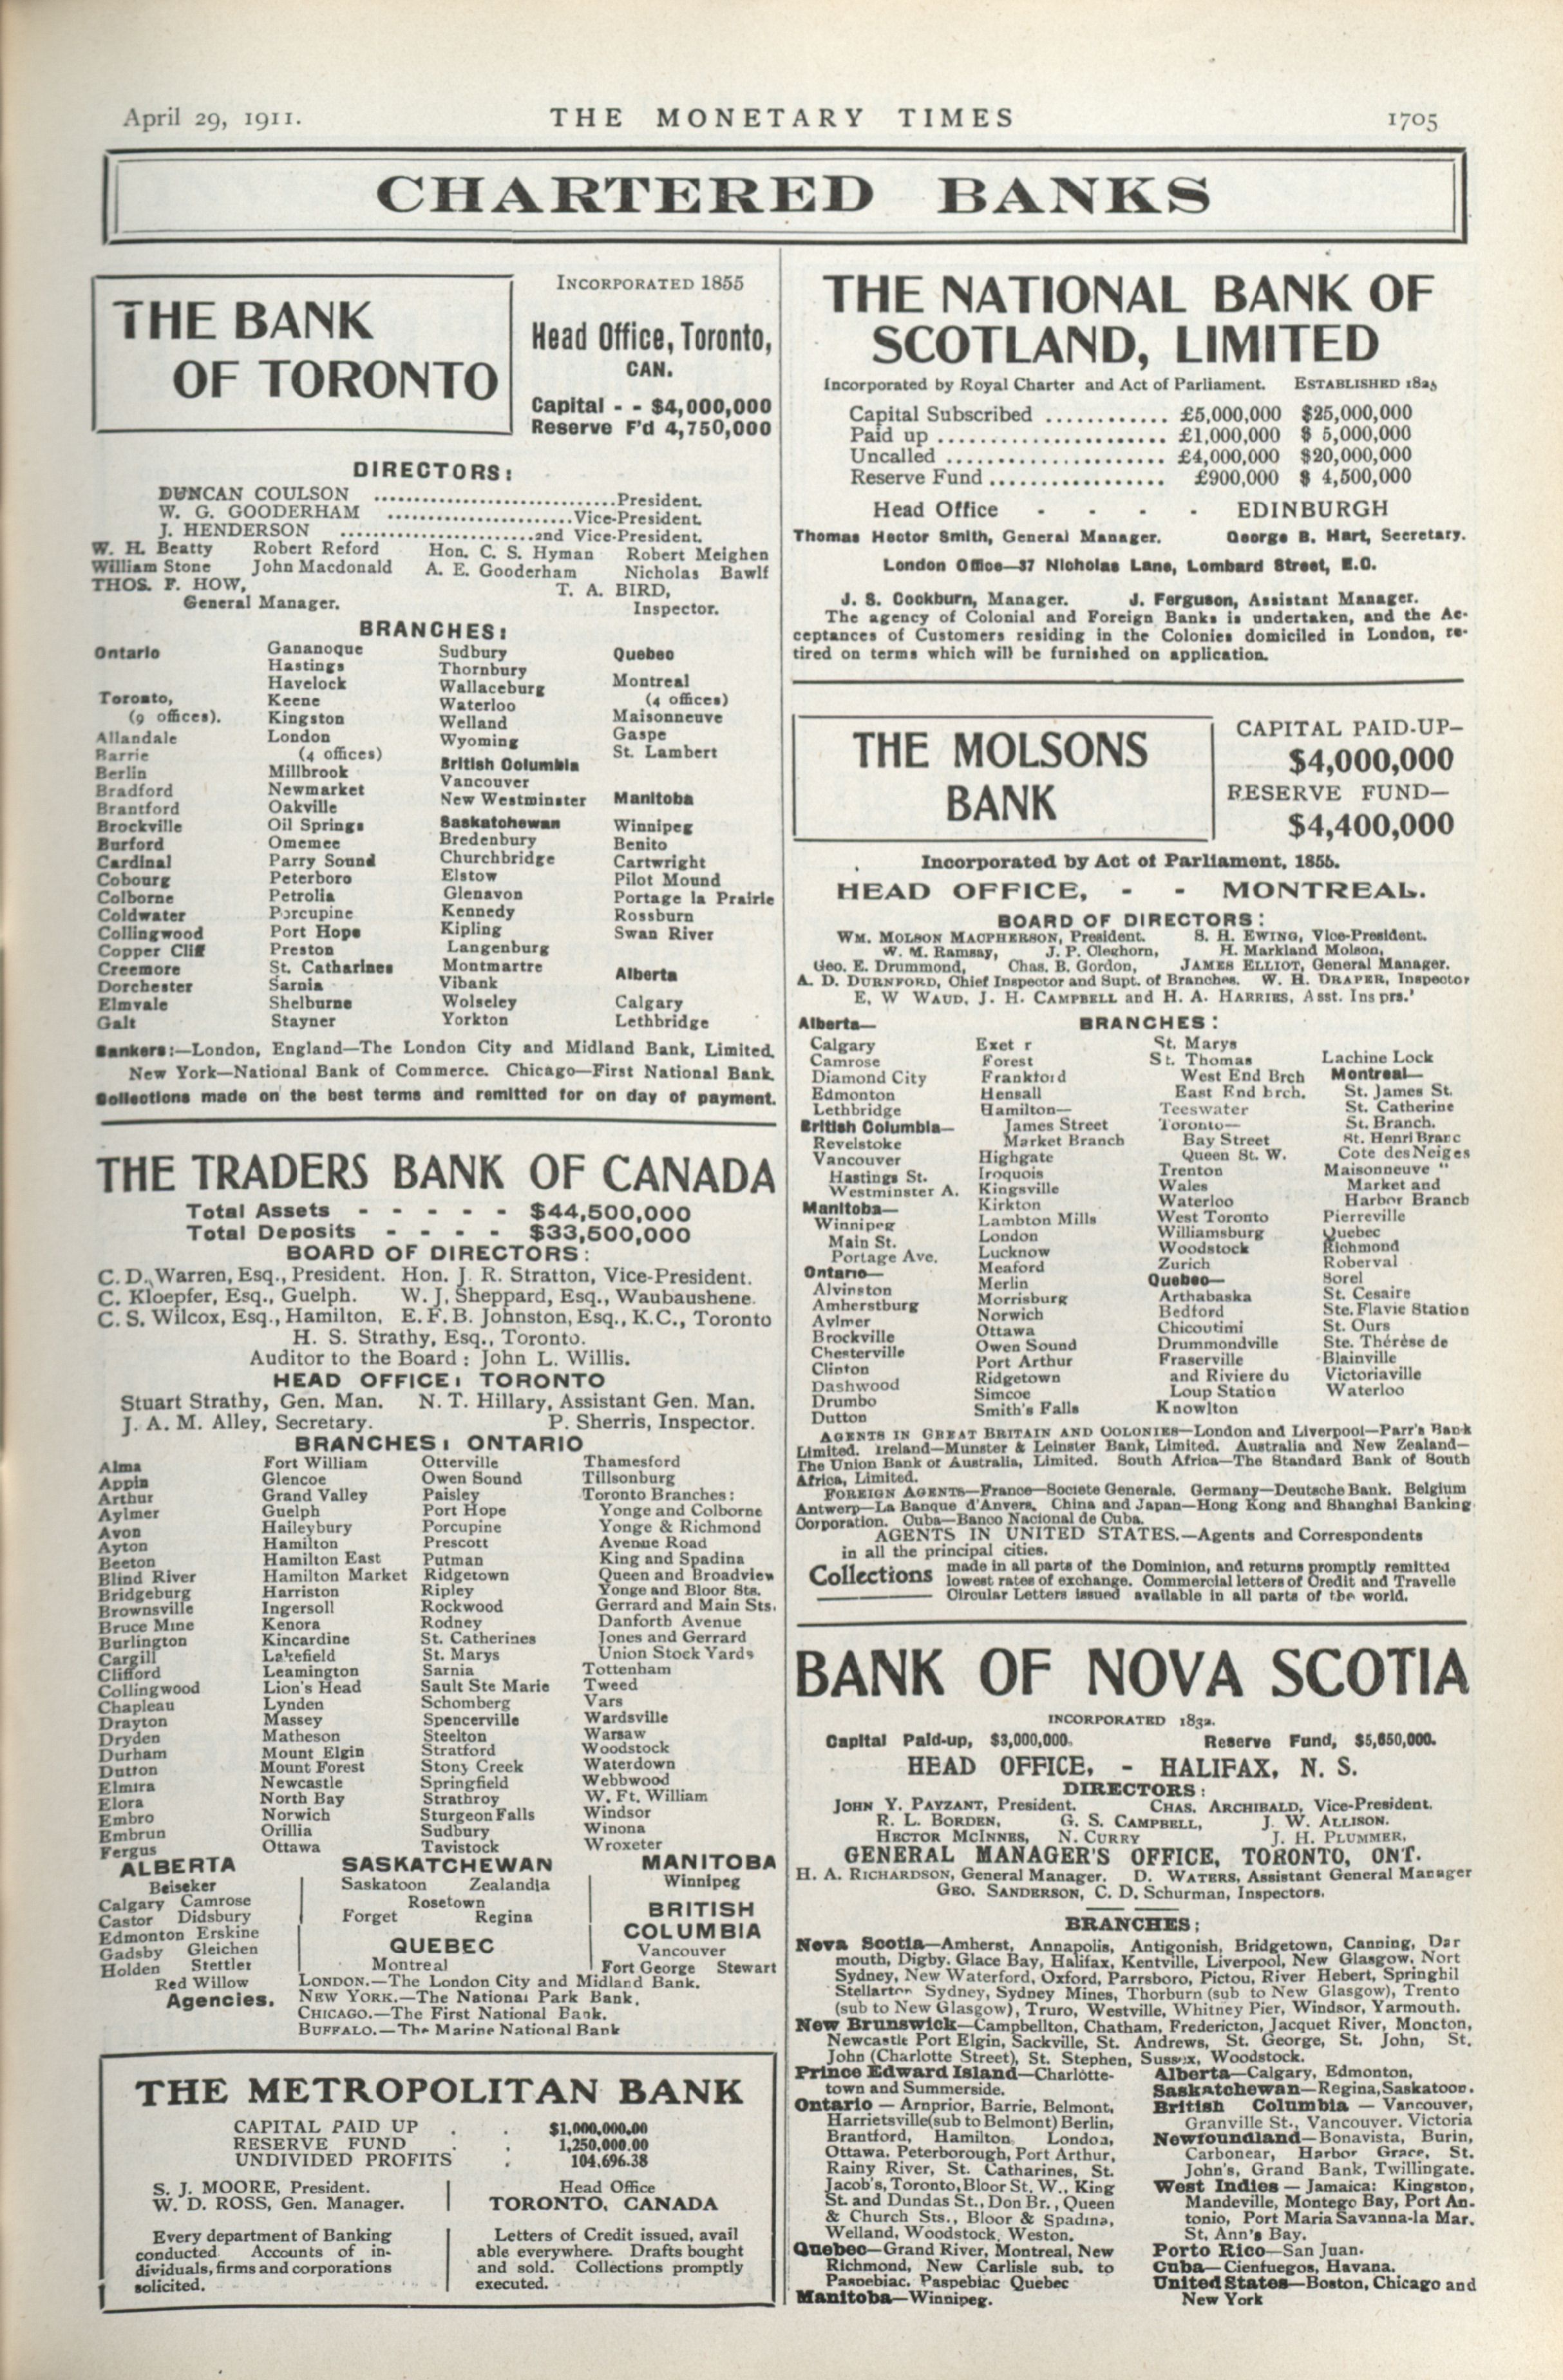 April 29, 1911.
THE MONETARY TIMES
1705
CHARTERED BANKS
THE BANK
OF TORONTO
INCORPORATED 1855
Head Office, Toronto,
CAN.
Capital - - $4,000,000
Reserve F'd 4,750,000
DIRECTORS:
DUNCAN COULSON ..............................President.
W. G. GOODERHAM ......................Vice-President.
J. HENDERSON ........................2nd Vice-President.
W. H. Beatty Robert Reford Hon. C. S. Hyman Robert Meighen
William Stone John Macdonald A. E. Gooderham Nicholas Bawlf
THOS. F. HOW, T. A. BIRD,
General Manager. Inspector.
BRANCHES:
Ontario
Toronto,
(9 offices).
Allandale
Barrie
Berlin
Bradford
Brantford
Brockville
Burford
Cardinal
Cobourg
Colborne
Coldwater
Collingwood
Copper Cliff
Creemore
Dorchester
Elmvale
Galt
Gananoque
Hastings
Havelock
Keene
Kingston
London
(4 offices)
Millbrook
Newmarket
Oakville
Oil Springs
Omemee
Parry Sound
Peterboro
Petrolia
Porcupine
Port Hope
Preston
St. Catharines
Sarnia
Shelburne
Stayner
Sudbury
Thornbury
Wallaceburg
Waterloo
Welland
Wyoming
British Columbia
Vancouver
New Westminster
Saskatchewan
Bredenbury
Churchbridge
Elstow
Glenavon
Kennedy
Kipling
Langenburg
Montmartre
Vibank
Wolseley
Yorkton
Quebec
Montreal
(4 offices)
Maisonneuve
Gaspe
St. Lambert
Manitoba
Winnipeg
Benito
Cartwright
Pilot Mound
Portage la Prairie
Rossburn
Swan River
Alberta
Calgary
Lethbridge
Bankers:—London, England—The London City and Midland Bank, Limited.
New York—National Bank of Commerce. Chicago—First National Bank.
Collections made on the best terms and remitted for on day of payment.
THE TRADERS BANK OF CANADA
Total Assets - - - - - $44,500,000
Total Deposits - - - - $33,500,000
BOARD OF DIRECTORS:
C. D. Warren, Esq., President. Hon. J. R. Stratton, Vice-President.
C. Kloepfer, Esq., Guelph. W. J. Sheppard, Esq., Waubaushene.
C. S. Wilcox, Esq., Hamilton, E. F. B. Johnston, Esq., K.C., Toronto
H. S. Strathy, Esq., Toronto.
Auditor to the Board: John L. Willis.
HEAD OFFICE: TORONTO
Stuart Strathy, Gen. Man. N. T. Hillary, Assistant Gen. Man.
J. A. M. Alley, Secretary. P. Sherris, Inspector.
BRANCHES: ONTARIO
Alma
Appin
Arthur
Aylmer
Avon
Ayton
Beeton
Blind River
Bridgeburg
Brownsville
Bruce Mine
Burlington
Cargill
Clifford
Collingwood
Chapleau
Drayton
Dryden
Durham
Dutton
Elmira
Elora
Embro
Embrun
Fergus
Fort William
Glencoe
Grand Valley
Guelph
Haileybury
Hamilton
Hamilton East
Hamilton Market
Harriston
Ingersoll
Kenora
Kincardine
Lakefield
Leamington
Lion's Head
Lynden
Massey
Matheson
Mount Elgin
Mount Forest
Newcastle
North Bay
Norwich
Orillia
Ottawa
Otterville
Owen Sound
Paisley
Port Hope
Porcupine
Prescott
Putman
Ridgetown
Ripley
Rockwood
Rodney
St. Catherines
St. Marys
Sarnia
Sault Ste Marie
Schomberg
Spencerville
Steelton
Stratford
Stony Creek
Springfield
Strathroy
Sturgeon Falls
Sudbury
Tavistock
Thamesford
Tillsonburg
Toronto Branches:
Yonge and Colborne
Yonge & Richmond
Avenue Road
King and Spadina
Queen and Broadview
Yonge and Bloor Sts.
Gerrard and Main Sts.
Danforth Avenue
Jones and Gerrard
Union Stock Yards
Tottenham
Tweed
Vars
Wardsville
Warsaw
Woodstock
Waterdown
Webbwood
W. Ft. William
Windsor
Winona
Wroxeter
ALBERTA
Beiseker
Calgary Camrose
Castor Didsbury
Edmonton Erskine
Gadsby Gleichen
Holden Stettler
Red Willow
SASKATCHEWAN
Saskatoon Zealandia
Rosetown
Forget Regina
QUEBEC
Montreal
MANITOBA
Winnipeg
BRITISH
COLUMBIA
Vancouver
Fort George Stewart
Agencies.
LONDON.—The London City and Midland Bank.
NEW YORK.—The National Park Bank.
CHICAGO.—The First National Bank.
BUFFALO.—The Marine National Bank
THE METROPOLITAN BANK
CAPITAL PAID UP . . $1,000,000.00
RESERVE FUND . . 1,250,000.00
UNDIVIDED PROFITS . 104,696.38
S. J. MOORE, President.
W. D. ROSS, Gen. Manager.
Head Office
TORONTO, CANADA
Every department of Banking
conducted. Accounts of in-
dividuals, firms and corporations
solicited.
Letters of Credit issued, avail
able everywhere. Drafts bought
and sold. Collections promptly
executed.
THE NATIONAL BANK OF
SCOTLAND, LIMITED
Incorporated by Royal Charter and Act of Parliament. ESTABLISHED 1825
Capital Subscribed ............ £5,000,000 $25,000,000
Paid up ....................... £1,000,000 $ 5,000,000
Uncalled ...................... £4,000,000 $20,000,000
Reserve Fund ................. £900,000 $ 4,500,000
Head Office - - - - EDINBURGH
Thomas Hector Smith, General Manager. George B. Hart, Secretary.
London Office—37 Nicholas Lane, Lombard Street, E.C.
J. S. Cockburn, Manager. J. Ferguson, Assistant Manager.
The agency of Colonial and Foreign Banks is undertaken, and the Ac-
ceptances of Customers residing in the Colonies domiciled in London, re-
tired on terms which will be furnished on application.
THE MOLSONS
BANK
CAPITAL PAID-UP—
$4,000,000
RESERVE FUND—
$4,400,000
Incorporated by Act of Parliament, 1855.
HEAD OFFICE, - - MONTREAL.
BOARD OF DIRECTORS:
WM. MOLSON MACPHERSON, President. S. H. EWING, Vice-President.
W. M. Ramsay, J. P. Cleghorn, H. Markland Molson,
Geo. E. Drummond, Chas. B. Gordon, JAMES ELLIOT, General Manager.
A. D. DURNFORD, Chief Inspector and Supt. of Branches. W. H. DRAPER, Inspector
E. W WAUD, J. H. CAMPBELL and H. A. HARRIES, Asst. Ins prs.'
BRANCHES:
Alberta—
Calgary
Camrose
Diamond City
Edmonton
Lethbridge
British Columbia—
Revelstoke
Vancouver
Hastings St.
Westminster A.
Manitoba—
Winnipeg
Main St.
Portage Ave.
Ontario—
Alvinston
Amherstburg
Aylmer
Brockville
Chesterville
Clinton
Dashwood
Drumbo
Dutton
Exet r
Forest
Frankford
Hensall
Hamilton—
James Street
Market Branch
Highgate
Iroquois
Kingsville
Kirkton
Lambton Mills
London
Lucknow
Meaford
Merlin
Morrisburg
Norwich
Ottawa
Owen Sound
Port Arthur
Ridgetown
Simcoe
Smith's Falls
St. Marys
St. Thomas
West End Brch
East End brch.
Teeswater
Toronto—
Bay Street
Queen St. W.
Trenton
Wales
Waterloo
West Toronto
Williamsburg
Woodstock
Zurich
Quebec—
Arthabaska
Bedford
Chicoutimi
Drummondville
Fraserville
and Riviere du
Loup Station
Knowlton
Lachine Lock
Montreal—
St. James St.
St. Catherine
St. Branch.
St. Henri Branc
Cote des Neiges
Maisonneuve "
Market and
Harbor Branch
Pierreville
Quebec
Richmond
Roberval
Sorel
St. Cesaire
Ste. Flavie Station
St. Ours
Ste. Thérèse de
Blainville
Victoriaville
Waterloo
AGENTS IN GREAT BRITAIN AND COLONIES—London and Liverpool—Parr's Bank
Limited. Ireland—Munster & Leinster Bank, Limited. Australia and New Zealand—
The Union Bank of Australia, Limited. South Africa—The Standard Bank of South
Africa, Limited.
FOREIGN AGENTS—France—Societe Generale. Germany—Deutsche Bank. Belgium
Antwerp—La Banque d'Anvers. China and Japan—Hong Kong and Shanghai Banking
Corporation. Cuba—Banco Nacional de Cuba.
AGENTS IN UNITED STATES.—Agents and Correspondents
in all the principal cities.
Collections made in all parts of the Dominion, and returns promptly remitted
lowest rates of exchange. Commercial letters of Credit and Travelle
Circular Letters issued available in all parts of the world.
BANK OF NOVA SCOTIA
INCORPORATED 1832.
Capital Paid-up, $3,000,000. Reserve Fund, $5,650,000.
HEAD OFFICE, - HALIFAX, N. S.
DIRECTORS:
JOHN Y. PAYZANT, President. CHAS. ARCHIBALD, Vice-President.
R. L. BORDEN, G. S. CAMPBELL, J. W. ALLISON.
HECTOR MCINNES, N. CURRY J. H. PLUMMER,
GENERAL MANAGER'S OFFICE, TORONTO, ONT.
H. A. RICHARDSON, General Manager. D. WATERS, Assistant General Manager
GEO. SANDERSON, C. D. Schurman, Inspectors.
BRANCHES:
Nova Scotia—Amherst, Annapolis, Antigonish, Bridgetown, Canning, Dar
mouth, Digby, Glace Bay, Halifax, Kentville, Liverpool, New Glasgow, Nort
Sydney, New Waterford, Oxford, Parrsboro, Pictou, River Hebert, Springhil
Stellarton Sydney, Sydney Mines, Thorburn (sub to New Glasgow), Trento
(sub to New Glasgow), Truro, Westville, Whitney Pier, Windsor, Yarmouth.
New Brunswick—Campbellton, Chatham, Fredericton, Jacquet River, Moncton,
Newcastle Port Elgin, Sackville, St. Andrews, St. George, St. John, St.
John (Charlotte Street), St. Stephen, Sussex, Woodstock.
Prince Edward Island—Charlotte-
town and Summerside.
Ontario — Arnprior, Barrie, Belmont,
Harrietsville(sub to Belmont) Berlin,
Brantford, Hamilton, London,
Ottawa, Peterborough, Port Arthur,
Rainy River, St. Catharines, St.
Jacob's, Toronto, Bloor St. W., King
St. and Dundas St., Don Br., Queen
& Church Sts., Bloor & Spadina,
Welland, Woodstock, Weston.
Quebec—Grand River, Montreal, New
Richmond, New Carlisle sub. to
Paspebiac. Paspebiac Quebec
Manitoba—Winnipeg.
Alberta—Calgary, Edmonton,
Saskatchewan—Regina, Saskatoon.
British Columbia — Vancouver,
Granville St., Vancouver. Victoria
Newfoundland—Bonavista, Burin,
Carbonear, Harbor Grace, St.
John's, Grand Bank, Twillingate.
West Indies — Jamaica: Kingston,
Mandeville, Montego Bay, Port An-
tonio, Port Maria Savanna-la Mar.
St. Ann's Bay.
Porto Rico—San Juan.
Cuba—Cienfuegos, Havana.
United States—Boston, Chicago and
New York